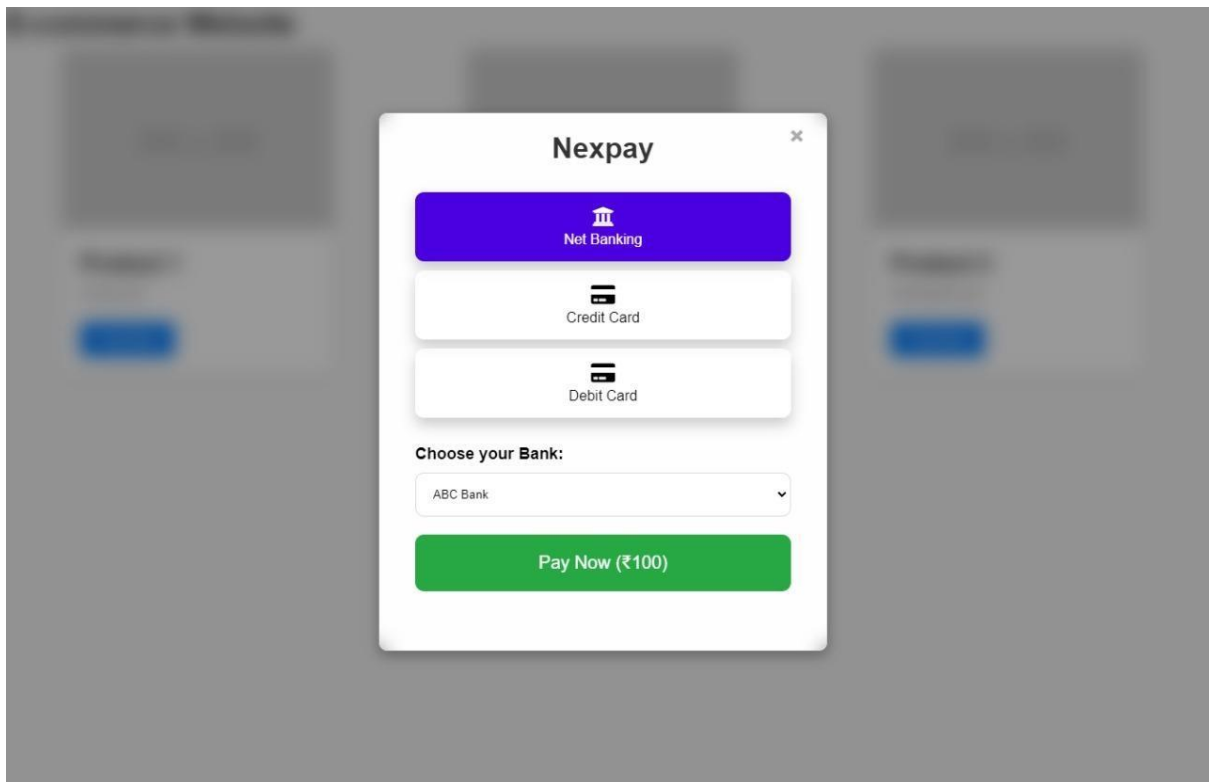 Nexpay
×
Net Banking
Credit Card
Debit Card
Choose your Bank:
ABC Bank
Pay Now (₹100)